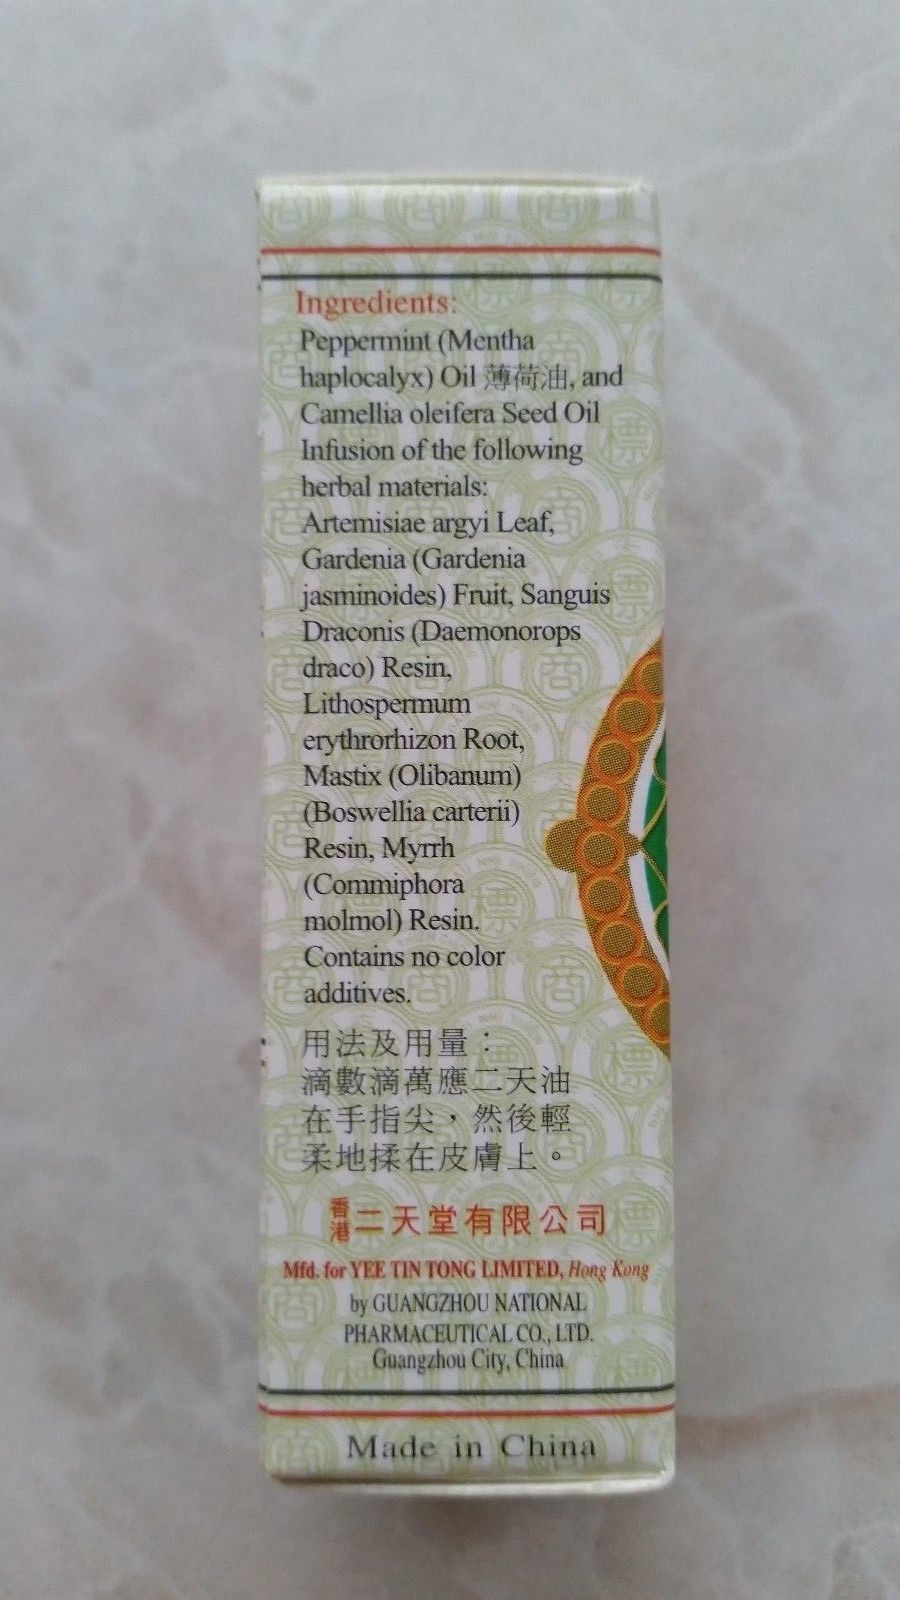 Ingredients:
Peppermint (Mentha
haplocalyx) Oil 薄荷油, and
Camellia oleifera Seed Oil
Infusion of the following
herbal materials:
Artemisiae argyi Leaf,
Gardenia (Gardenia
jasminoides) Fruit, Sanguis
Draconis (Daemonorops
draco) Resin,
Lithospermum
erythrorhizon Root,
Mastix (Olibanum)
(Boswellia carterii)
Resin, Myrrh
(Commiphora
molmol) Resin.
Contains no color
additives.
用法及用量：
滴數滴萬應二天油
在手指尖，然後輕
柔地揉在皮膚上。
香港二天堂有限公司
Mfd. for YEE TIN TONG LIMITED, Hong Kong
by GUANGZHOU NATIONAL
PHARMACEUTICAL CO., LTD.
Guangzhou City, China
Made in China